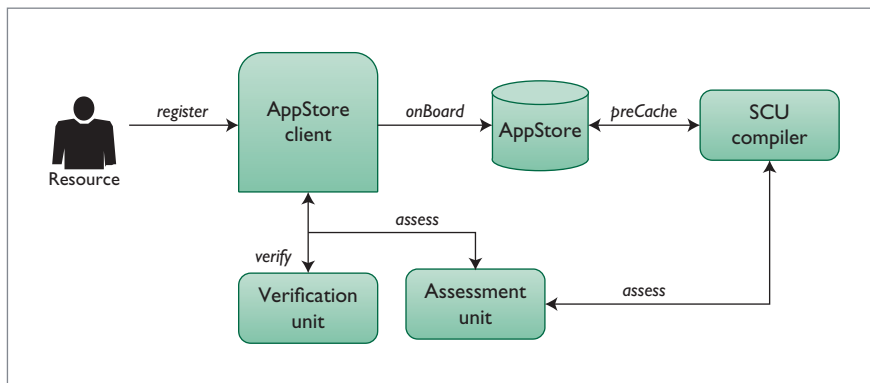 register
AppStore
client
onBoard
AppStore
preCache
SCU
compiler
Resource
assess
verify
Verification
unit
Assessment
unit
assess